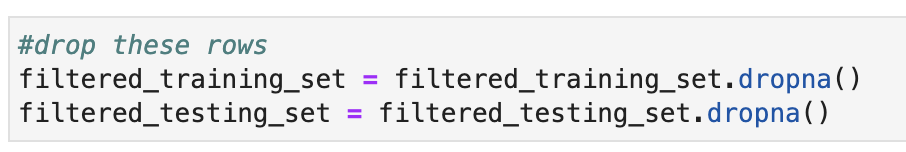 #drop these rows
filtered_training_set = filtered_training_set.dropna()
filtered_testing_set = filtered_testing_set.dropna()